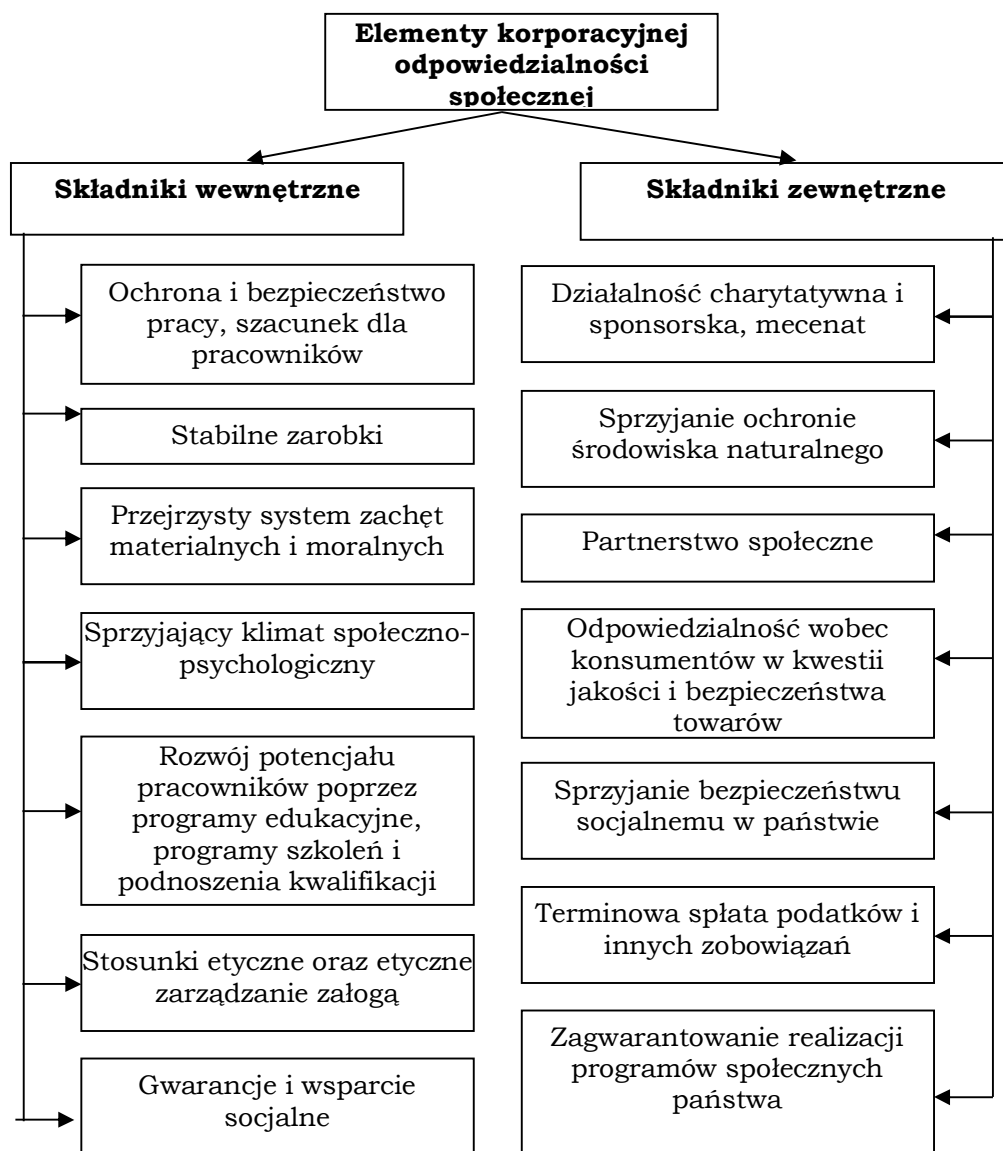 Elementy korporacyjnej
odpowiedzialności
społecznej
Składniki wewnętrzne
Ochrona i bezpieczeństwo
pracy, szacunek dla
pracowników
Stabilne zarobki
Przejrzysty system zachęt
materialnych i moralnych
Sprzyjający klimat społeczno-
psychologiczny
Rozwój potencjału
pracowników poprzez
programy edukacyjne,
programy szkoleń i
podnoszenia kwalifikacji
Stosunki etyczne oraz etyczne
zarządzanie załogą
Gwarancje i wsparcie
socjalne
Składniki zewnętrzne
Działalność charytatywna i
sponsorska, mecenat
Sprzyjanie ochronie
środowiska naturalnego
Partnerstwo społeczne
Odpowiedzialność wobec
konsumentów w kwestii
jakości i bezpieczeństwa
towarów
Sprzyjanie bezpieczeństwu
socjalnemu w państwie
Terminowa spłata podatków i
innych zobowiązań
Zagwarantowanie realizacji
programów społecznych
państwa